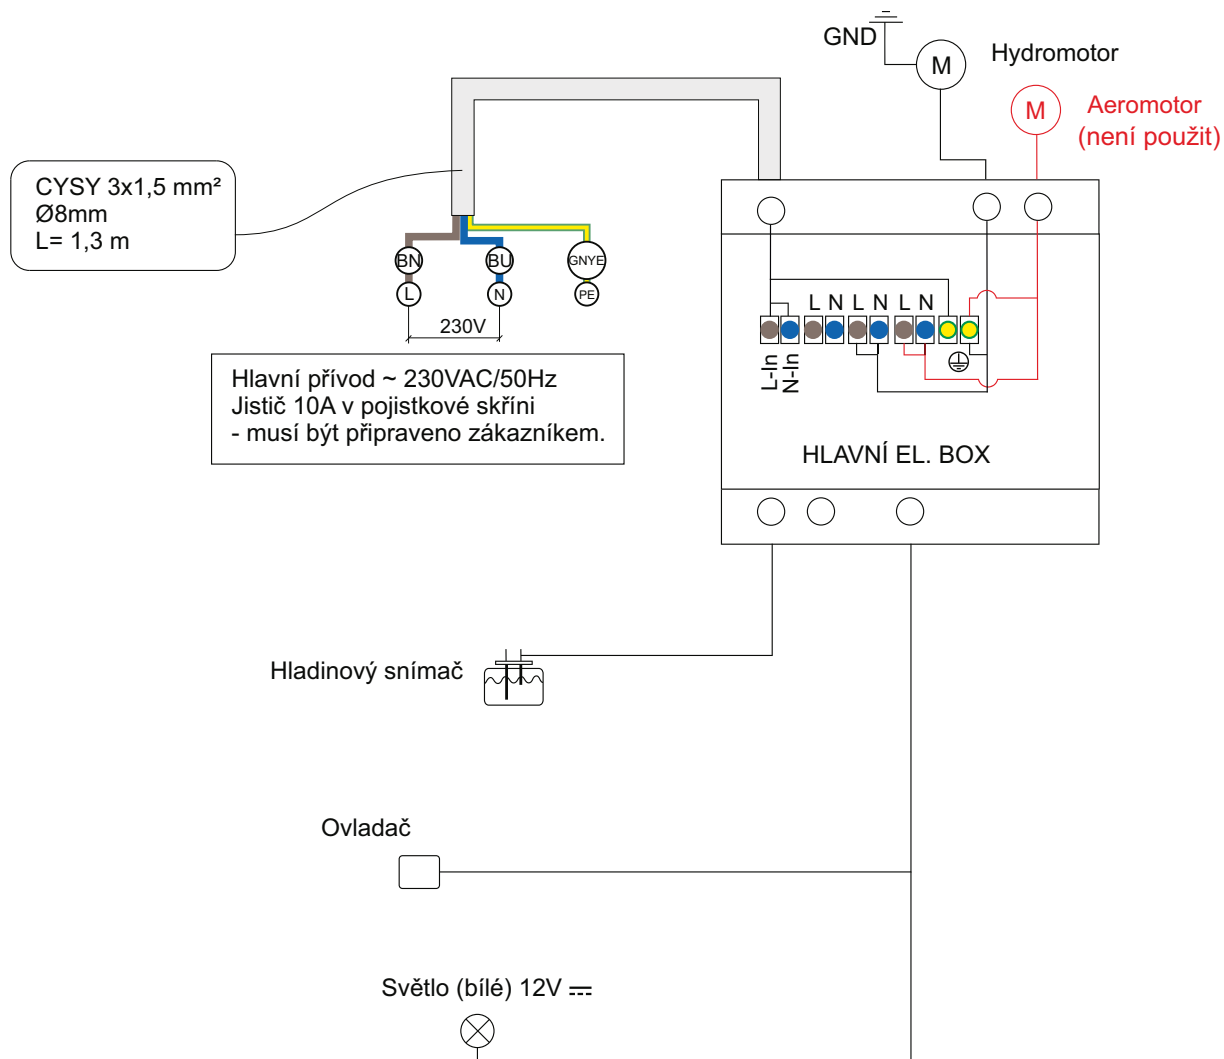 GND
M
Hydromotor
M
Aeromotor
(není použit)
CYSY 3x1,5 mm²
Ø8mm
L= 1,3 m
BN
BU
GNYE
L
N
PE
230V
L N L N L N
L-In
N-In
Hlavní přívod ~ 230VAC/50Hz
Jistič 10A v pojistkové skříni
- musí být připraveno zákazníkem.
HLAVNÍ EL. BOX
Hladinový snímač
Ovladač
Světlo (bílé) 12V